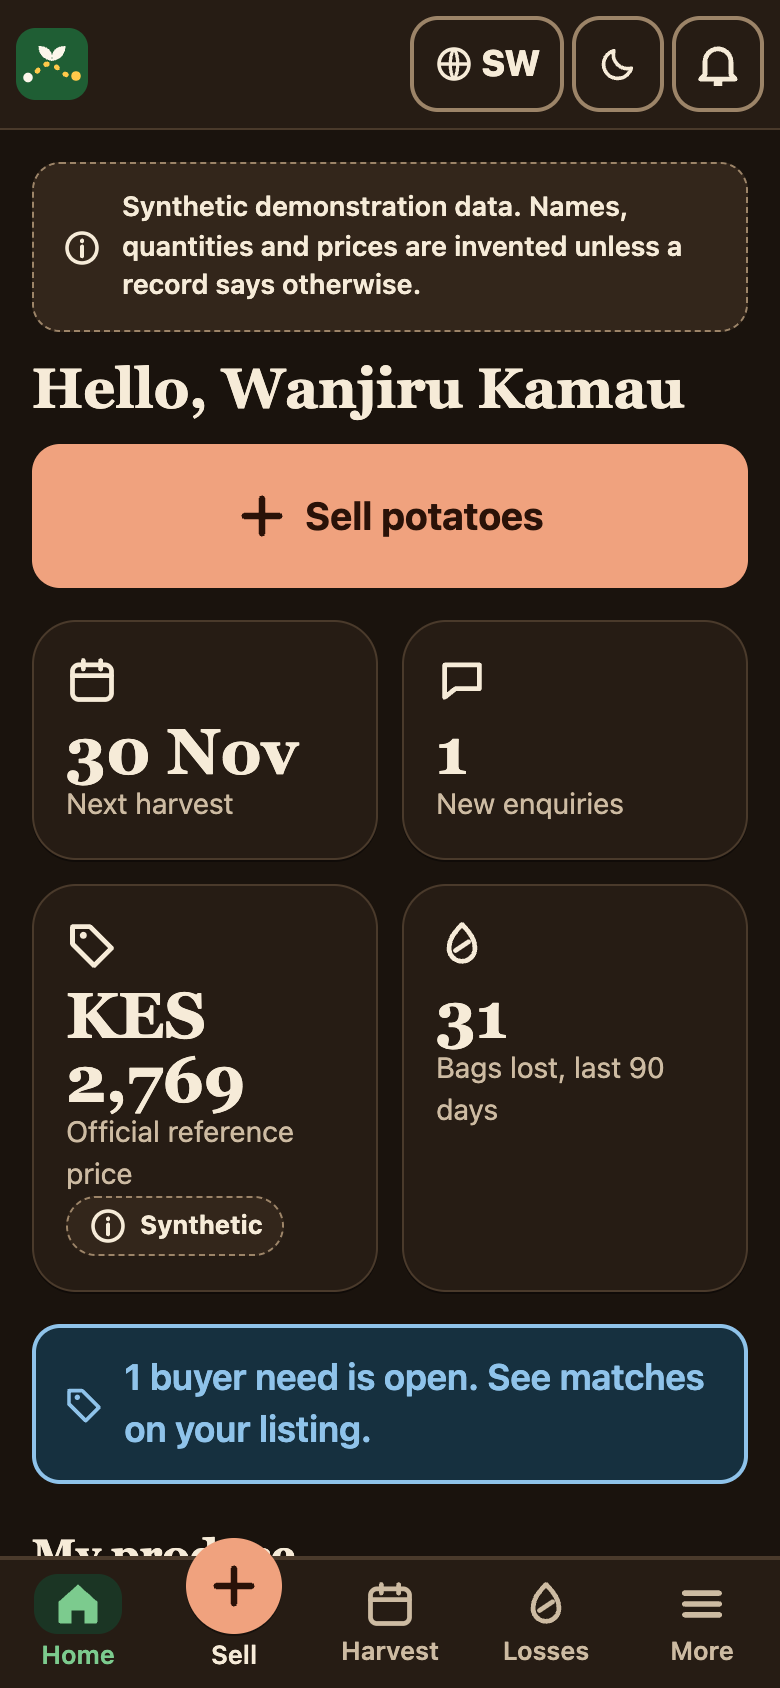 SW
Synthetic demonstration data. Names,
quantities and prices are invented unless a
record says otherwise.
Hello, Wanjiru Kamau
Sell potatoes
30 Nov
Next harvest
1
New enquiries
KES
2,769
Official reference
price
Synthetic
31
Bags lost, last 90
days
1 buyer need is open. See matches
on your listing.
My produce
Home
Sell
Harvest
Losses
More